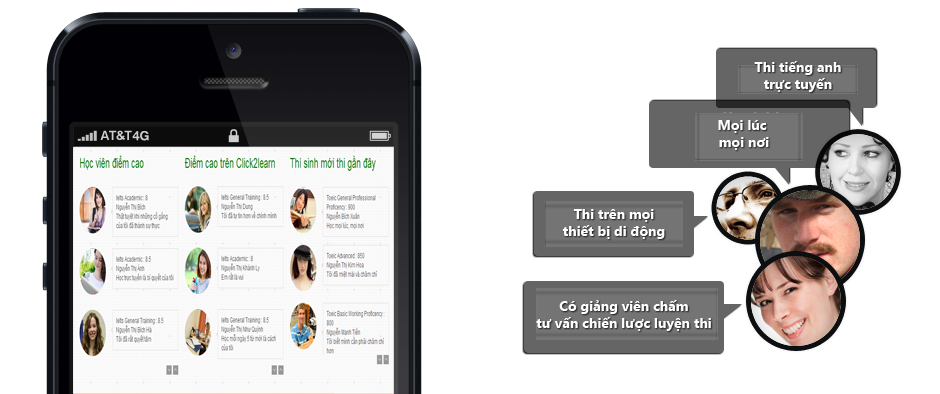 AT&T4G
Học viên điểm cao
Ielts Academic : 8
Nguyễn Thị Bích
Thật tuyệt khi những cố gắng
của tôi đã thành sự thực
Ielts Academic : 8.5
Nguyễn Thị Anh
Học trực tuyến là bí quyết của tôi
Ielts General Training : 8.5
Nguyễn Thị Bích Hà
Tôi đã rất quyết tâm
Điểm cao trên Click2learn
Ielts General Training : 8.5
Nguyễn Thị Dung
Tôi đã tự tin hơn về chính mình
Ielts Academic : 8
Nguyễn Thị Khánh Ly
Em rất là vui
Ielts General Training : 8.5
Nguyễn Thị Như Quỳnh
Học mỗi ngày 5 từ mới là cách
của tôi
Thí sinh mới thi gần đây
Toeic General Professional
Proficency : 900
Nguyễn Bích Xuân
Học mọi lúc, mọi nơi
Toeic Advanced : 850
Nguyễn Thị Kim Hoa
Tôi đã miệt mài và chăm chỉ
Toeic Basic Working Proficency :
800
Nguyễn Mạnh Tiến
Tôi biết mình cần phải chăm chỉ
hơn
Thi tiếng anh
trực tuyến
Mọi lúc
mọi nơi
Thi trên mọi
thiết bị di động
Có giảng viên chấm
tư vấn chiến lược luyện thi